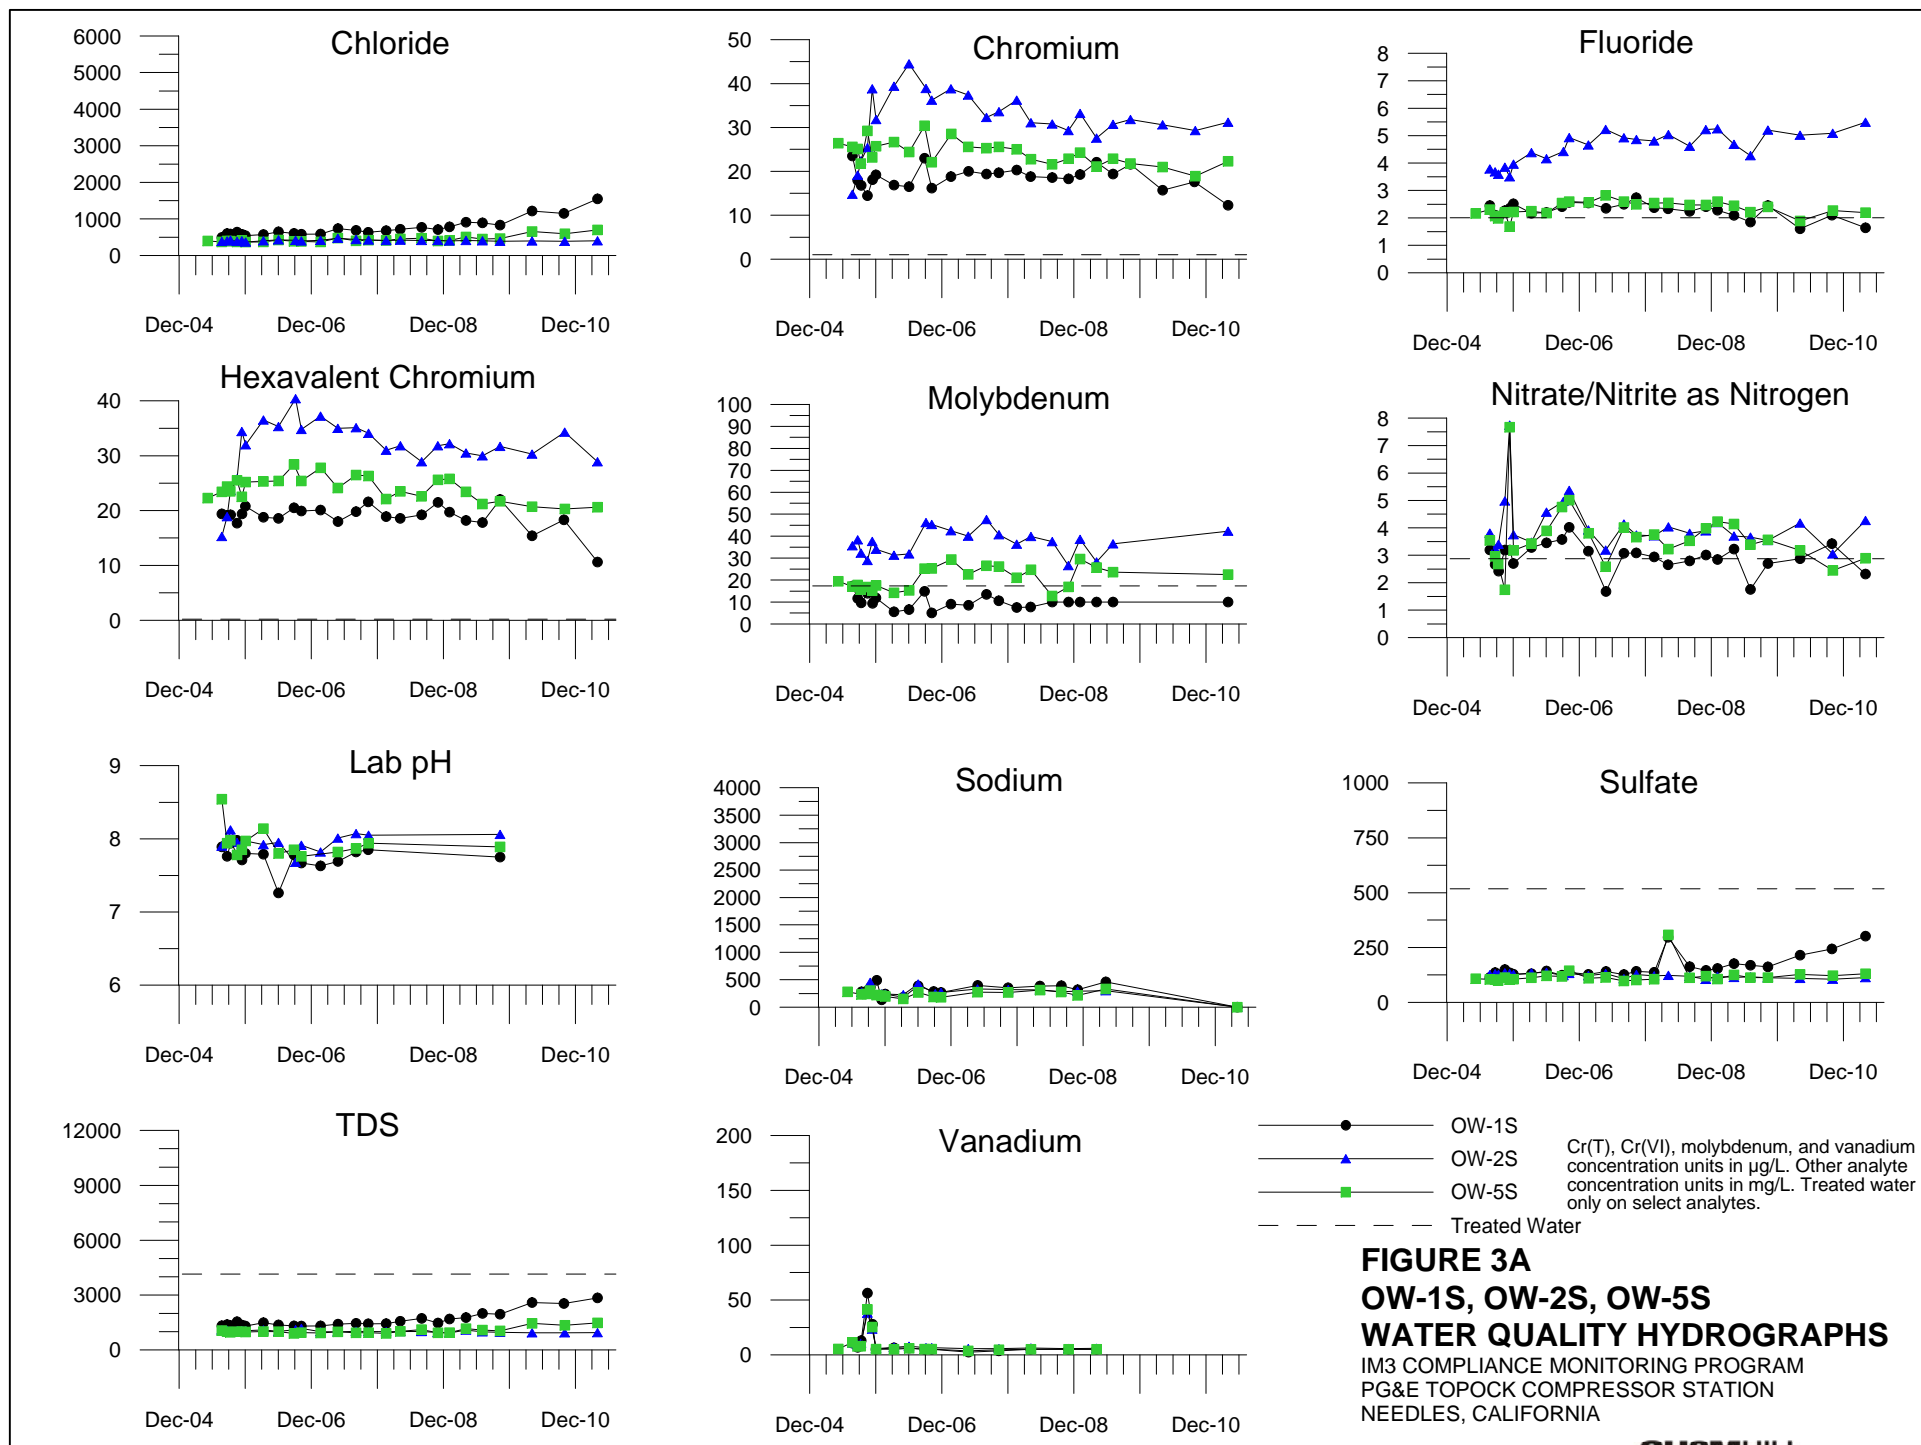 Chloride
6000
5000
4000
3000
2000
1000
0
Dec-04 Dec-06 Dec-08 Dec-10
Chromium
50
40
30
20
10
0
Dec-04 Dec-06 Dec-08 Dec-10
Fluoride
8
7
6
5
4
3
2
1
0
Dec-04 Dec-06 Dec-08 Dec-10
Hexavalent Chromium
40
30
20
10
0
Dec-04 Dec-06 Dec-08 Dec-10
Molybdenum
100
90
80
70
60
50
40
30
20
10
0
Dec-04 Dec-06 Dec-08 Dec-10
Nitrate/Nitrite as Nitrogen
8
7
6
5
4
3
2
1
0
Dec-04 Dec-06 Dec-08 Dec-10
Lab pH
9
8
7
6
Dec-04 Dec-06 Dec-08 Dec-10
Sodium
4000
3500
3000
2500
2000
1500
1000
500
0
Dec-04 Dec-06 Dec-08 Dec-10
Sulfate
1000
750
500
250
0
Dec-04 Dec-06 Dec-08 Dec-10
TDS
12000
9000
6000
3000
0
Dec-04 Dec-06 Dec-08 Dec-10
Vanadium
200
150
100
50
0
Dec-04 Dec-06 Dec-08 Dec-10
OW-1S
OW-2S
OW-5S
Treated Water
Cr(T), Cr(VI), molybdenum, and vanadium
concentration units in µg/L. Other analyte
concentration units in mg/L. Treated water
only on select analytes.
FIGURE 3A
OW-1S, OW-2S, OW-5S
WATER QUALITY HYDROGRAPHS
IM3 COMPLIANCE MONITORING PROGRAM
PG&E TOPOCK COMPRESSOR STATION
NEEDLES, CALIFORNIA